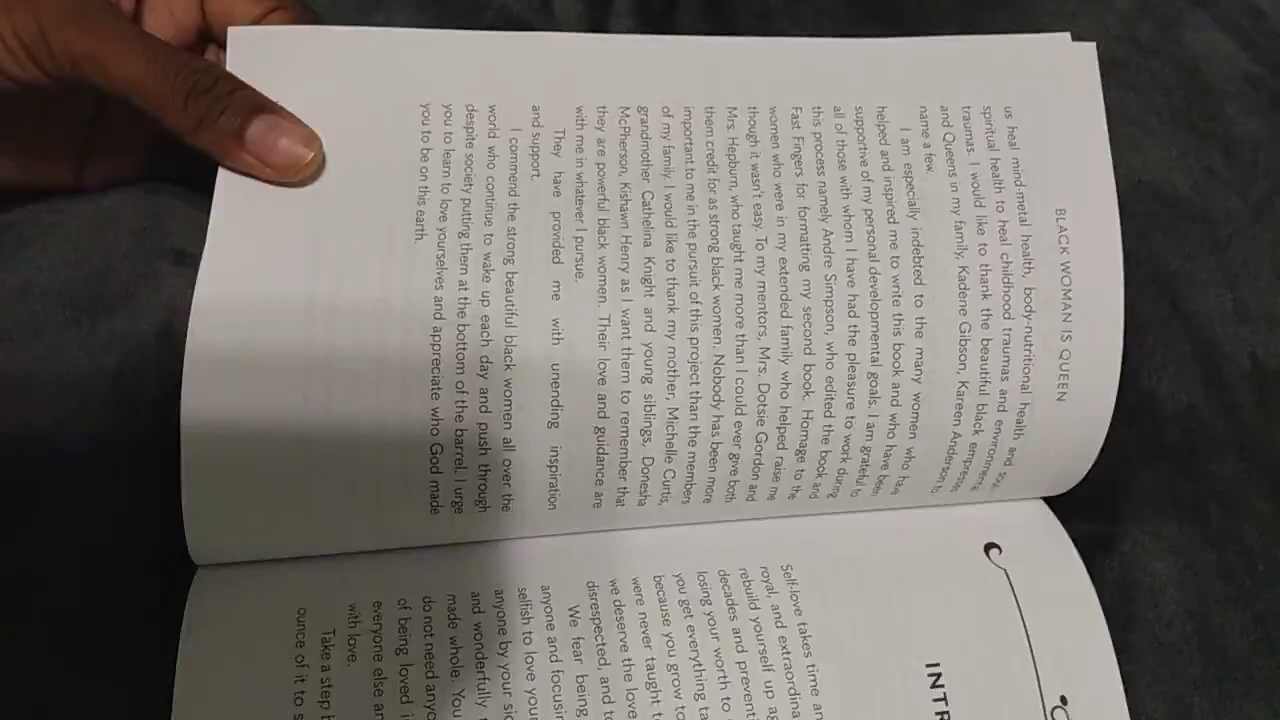 BLACK WOMAN IS QUEEN
us heal mind-metal health, body-nutritional health and soul-
spiritual health to heal childhood traumas and environmental
traumas. I would like to thank the beautiful black empresses
and Queens in my family, Kadene Gibson, Kareen Anderson to
name a few.
I am especially indebted to the many women who have
helped and inspired me to write this book and who have been
supportive of my personal developmental goals. I am grateful to
all of those with whom I have had the pleasure to work during
this process namely Andre Simpson, who edited the book and
Fast Fingers for formatting my second book. Homage to the
women who were in my extended family who helped raise me
though it wasn't easy. To my mentors, Mrs. Dotsie Gordon and
Mrs. Hepburn, who taught me more than I could ever give both
them credit for as strong black women. Nobody has been more
important to me in the pursuit of this project than the members
of my family. I would like to thank my mother, Michelle Curtis,
grandmother Cathelina Knight and young siblings, Donesha
McPherson, Kishawn Henry as I want them to remember that
they are powerful black women. Their love and guidance are
with me in whatever I pursue.
They have provided me with unending inspiration
and support.
I commend the strong beautiful black women all over the
world who continue to wake up each day and push through
despite society putting them at the bottom of the barrel. I urge
you to learn to love yourselves and appreciate who God made
you to be on this earth.
INTR
Self-love takes time an
royal, and extraordina
rebuild yourself up ag
decades and preventi
losing your worth to
you get everything ta
because you grow to
were never taught t
we deserve the love
disrespected, and to
We fear being
anyone and focusin
selfish to love your
anyone by your sid
and wonderfully
made whole. You
do not need anyo
of being loved i
everyone else an
with love.
Take a step b
ounce of it to s